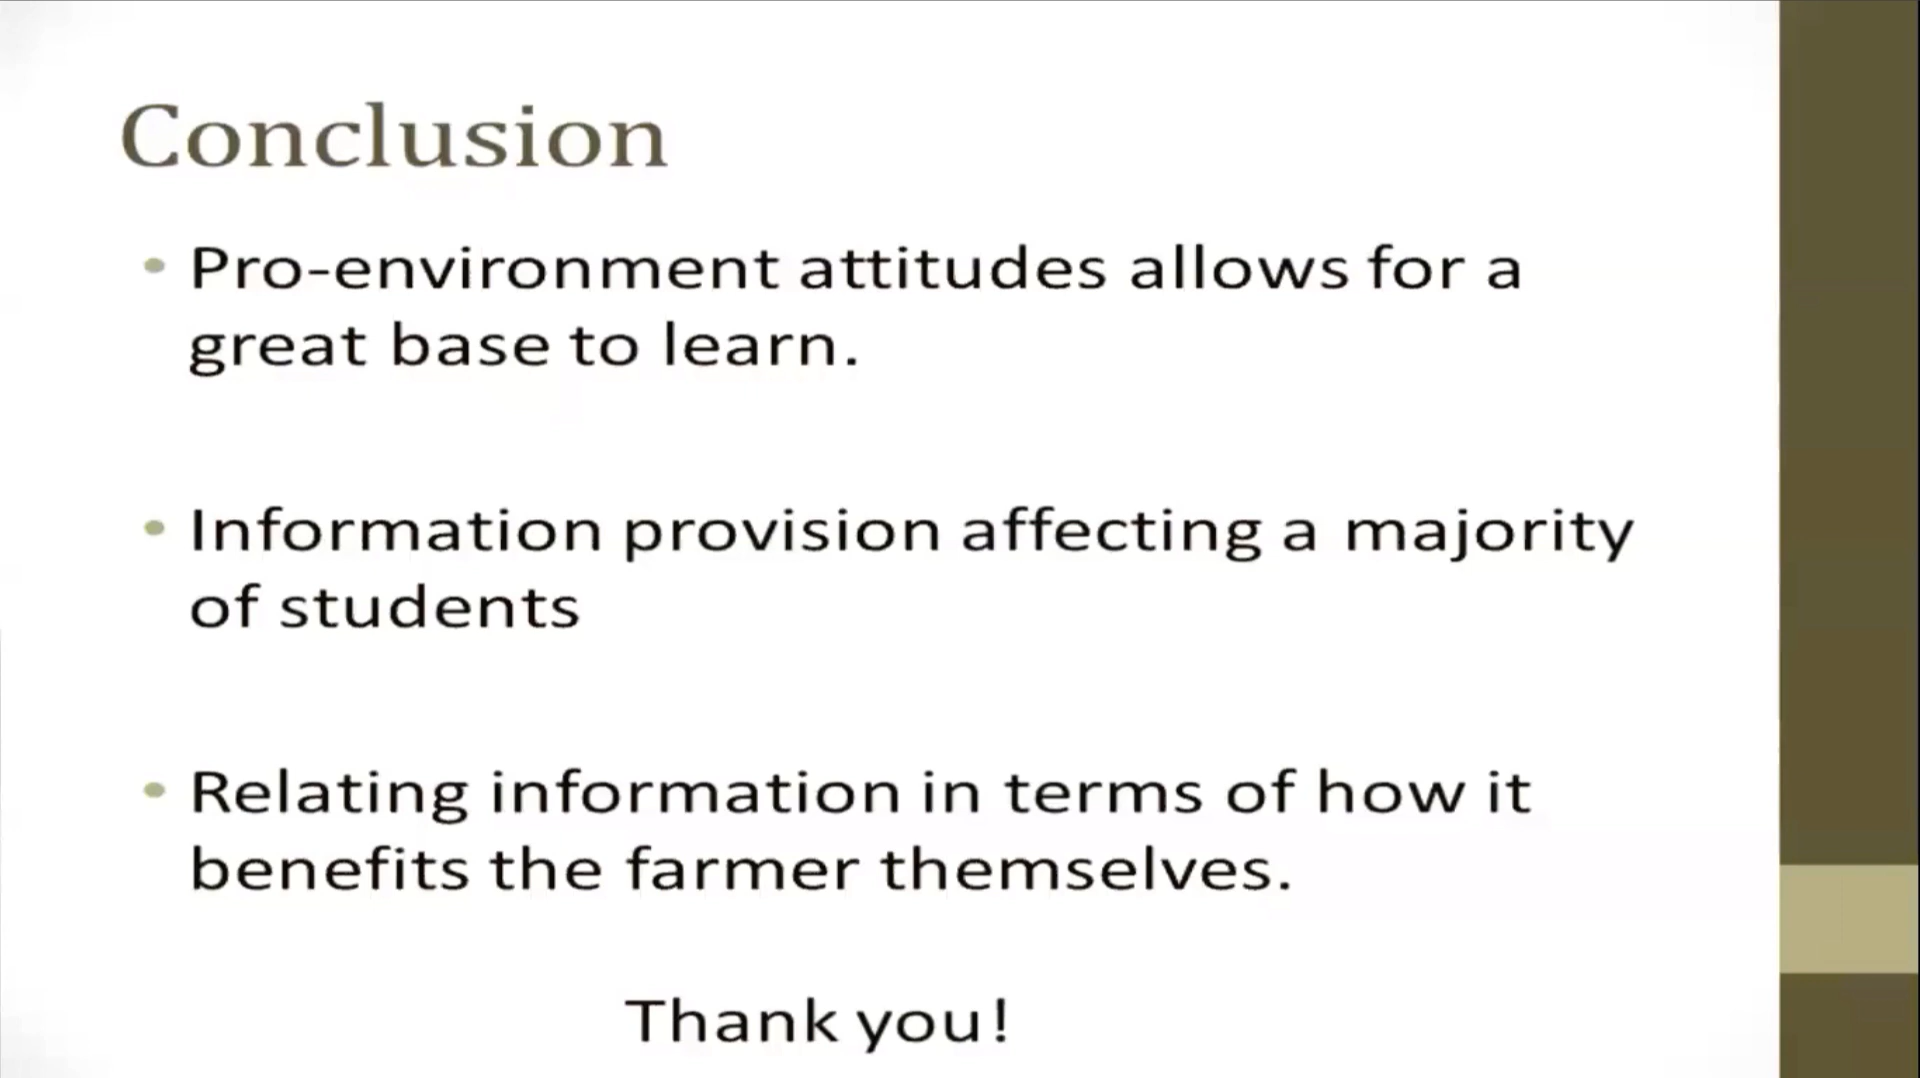 Conclusion
• Pro-environment attitudes allows for a
great base to learn.
• Information provision affecting a majority
of students
• Relating information in terms of how it
benefits the farmer themselves.
Thank you!